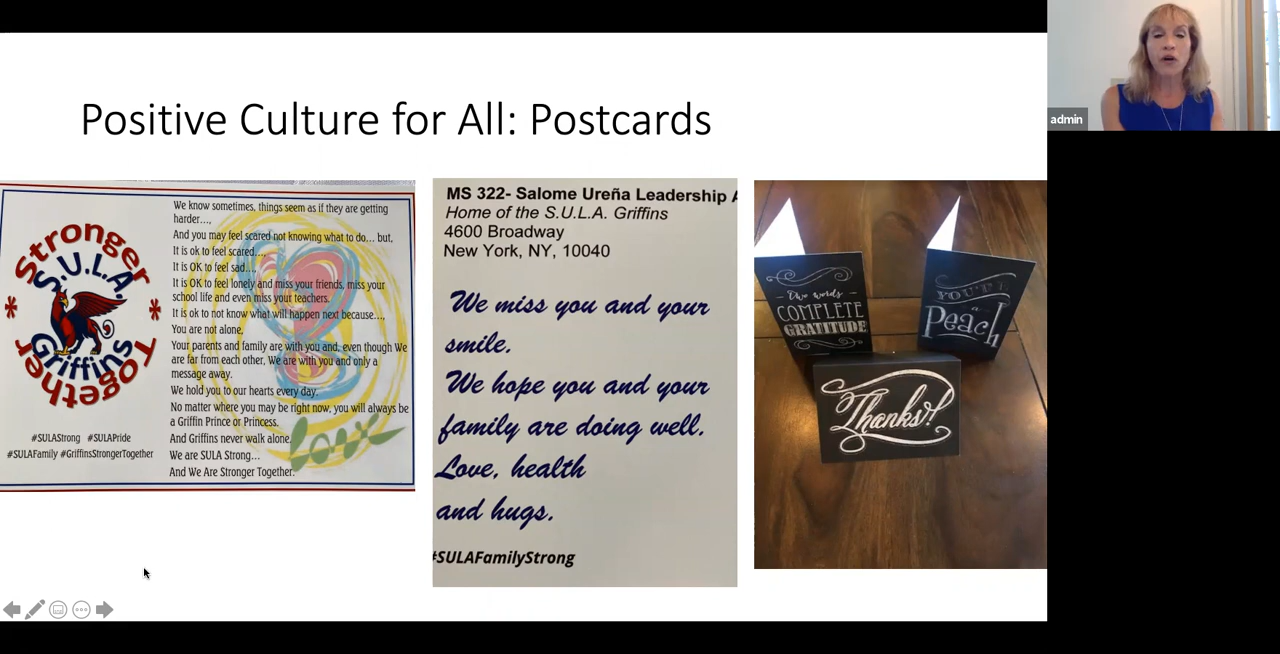 Positive Culture for All: Postcards
admin
Stronger
S.U.L.A.
Griffins
Together
#SULAStrong #SULAPride
#SULAFamily #GriffinsStrongerTogether
We know sometimes, things seem as if they are getting
harder...,
And you may feel scared not knowing what to do... but,
It is ok to feel scared...,
It is OK to feel sad...,
It is OK to feel lonely and miss your friends, miss your
school life and even miss your teachers.
It is ok to not know what will happen next because...,
You are not alone,
Your parents and family are with you and, even though We
are far from each other, We are with you and only a
message away.
We hold you to our hearts every day.
No matter where you may be right now, you will always be
a Griffin Prince or Princess.
And Griffins never walk alone.
We are SULA Strong...
And We Are Stronger Together.
love
MS 322- Salome Ureña Leadership A
Home of the S.U.L.A. Griffins
4600 Broadway
New York, NY, 10040
We miss you and your
smile.
We hope you and your
family are doing well.
Love, health
and hugs.
#SULAFamilyStrong
Two words
COMPLETE
GRATITUDE
YOU'RE
a
Peach
Thanks!